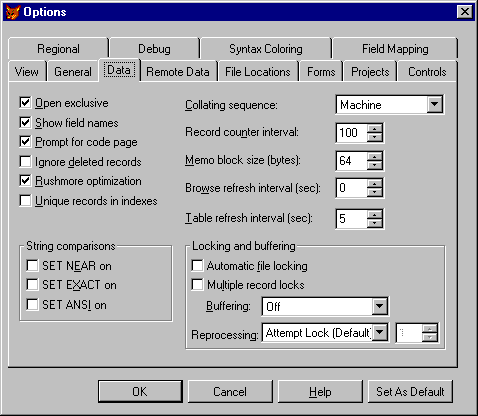 Options
Regional Debug Syntax Coloring Field Mapping
View General Data Remote Data File Locations Forms Projects Controls
Open exclusive
Show field names
Prompt for code page
Ignore deleted records
Rushmore optimization
Unique records in indexes
Collating sequence: Machine
Record counter interval: 100
Memo block size (bytes): 64
Browse refresh interval (sec): 0
Table refresh interval (sec): 5
String comparisons
SET NEAR on
SET EXACT on
SET ANSI on
Locking and buffering
Automatic file locking
Multiple record locks
Buffering: Off
Reprocessing: Attempt Lock (Default) 1
OK Cancel Help Set As Default